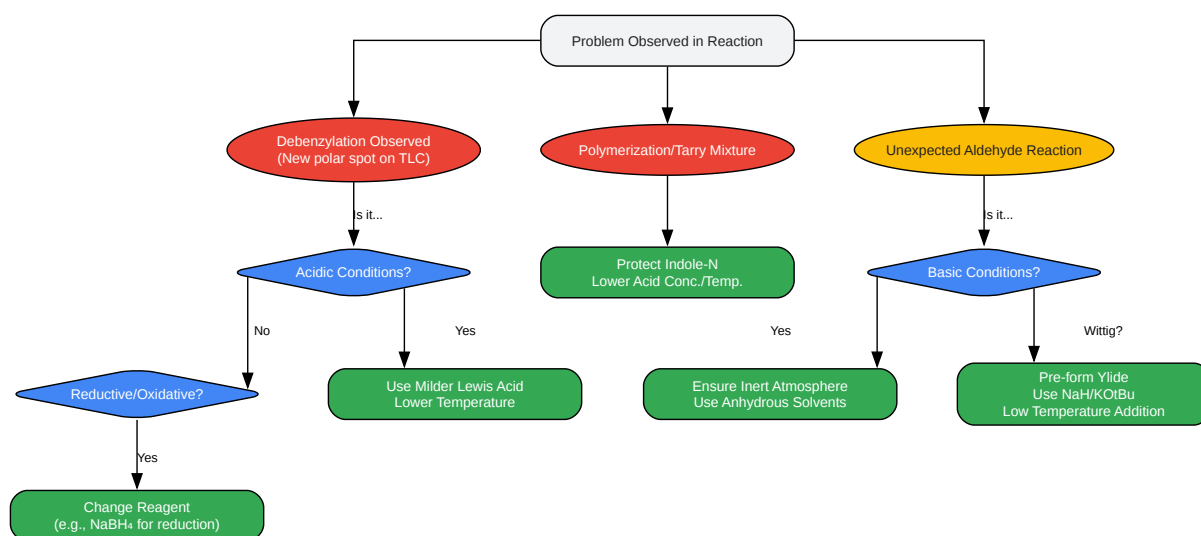 Problem Observed in Reaction
Debenzylation Observed
(New polar spot on TLC)
Polymerization/Tarry Mixture
Unexpected Aldehyde Reaction
Is it...
Is it...
Acidic Conditions?
Protect Indole-N
Lower Acid Conc./Temp.
Basic Conditions?
No
Yes
Yes
Wittig?
Reductive/Oxidative?
Use Milder Lewis Acid
Lower Temperature
Ensure Inert Atmosphere
Use Anhydrous Solvents
Pre-form Ylide
Use NaH/KOtBu
Low Temperature Addition
Yes
Change Reagent
(e.g., NaBH₄ for reduction)